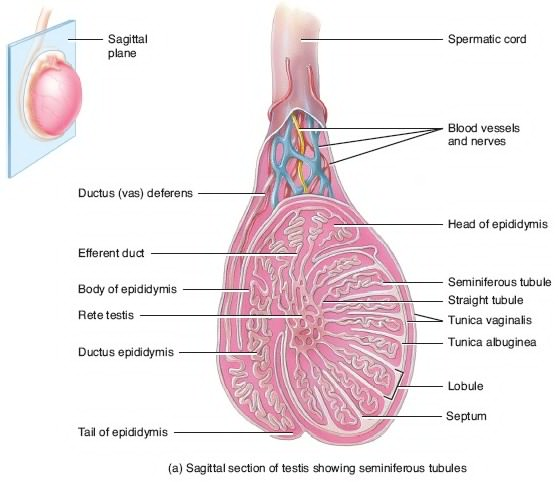 Sagittal
plane
Spermatic cord
Blood vessels
and nerves
Ductus (vas) deferens
Head of epididymis
Efferent duct
Seminiferous tubule
Body of epididymis
Straight tubule
Rete testis
Tunica vaginalis
Tunica albuginea
Ductus epididymis
Lobule
Septum
Tail of epididymis
(a) Sagittal section of testis showing seminiferous tubules